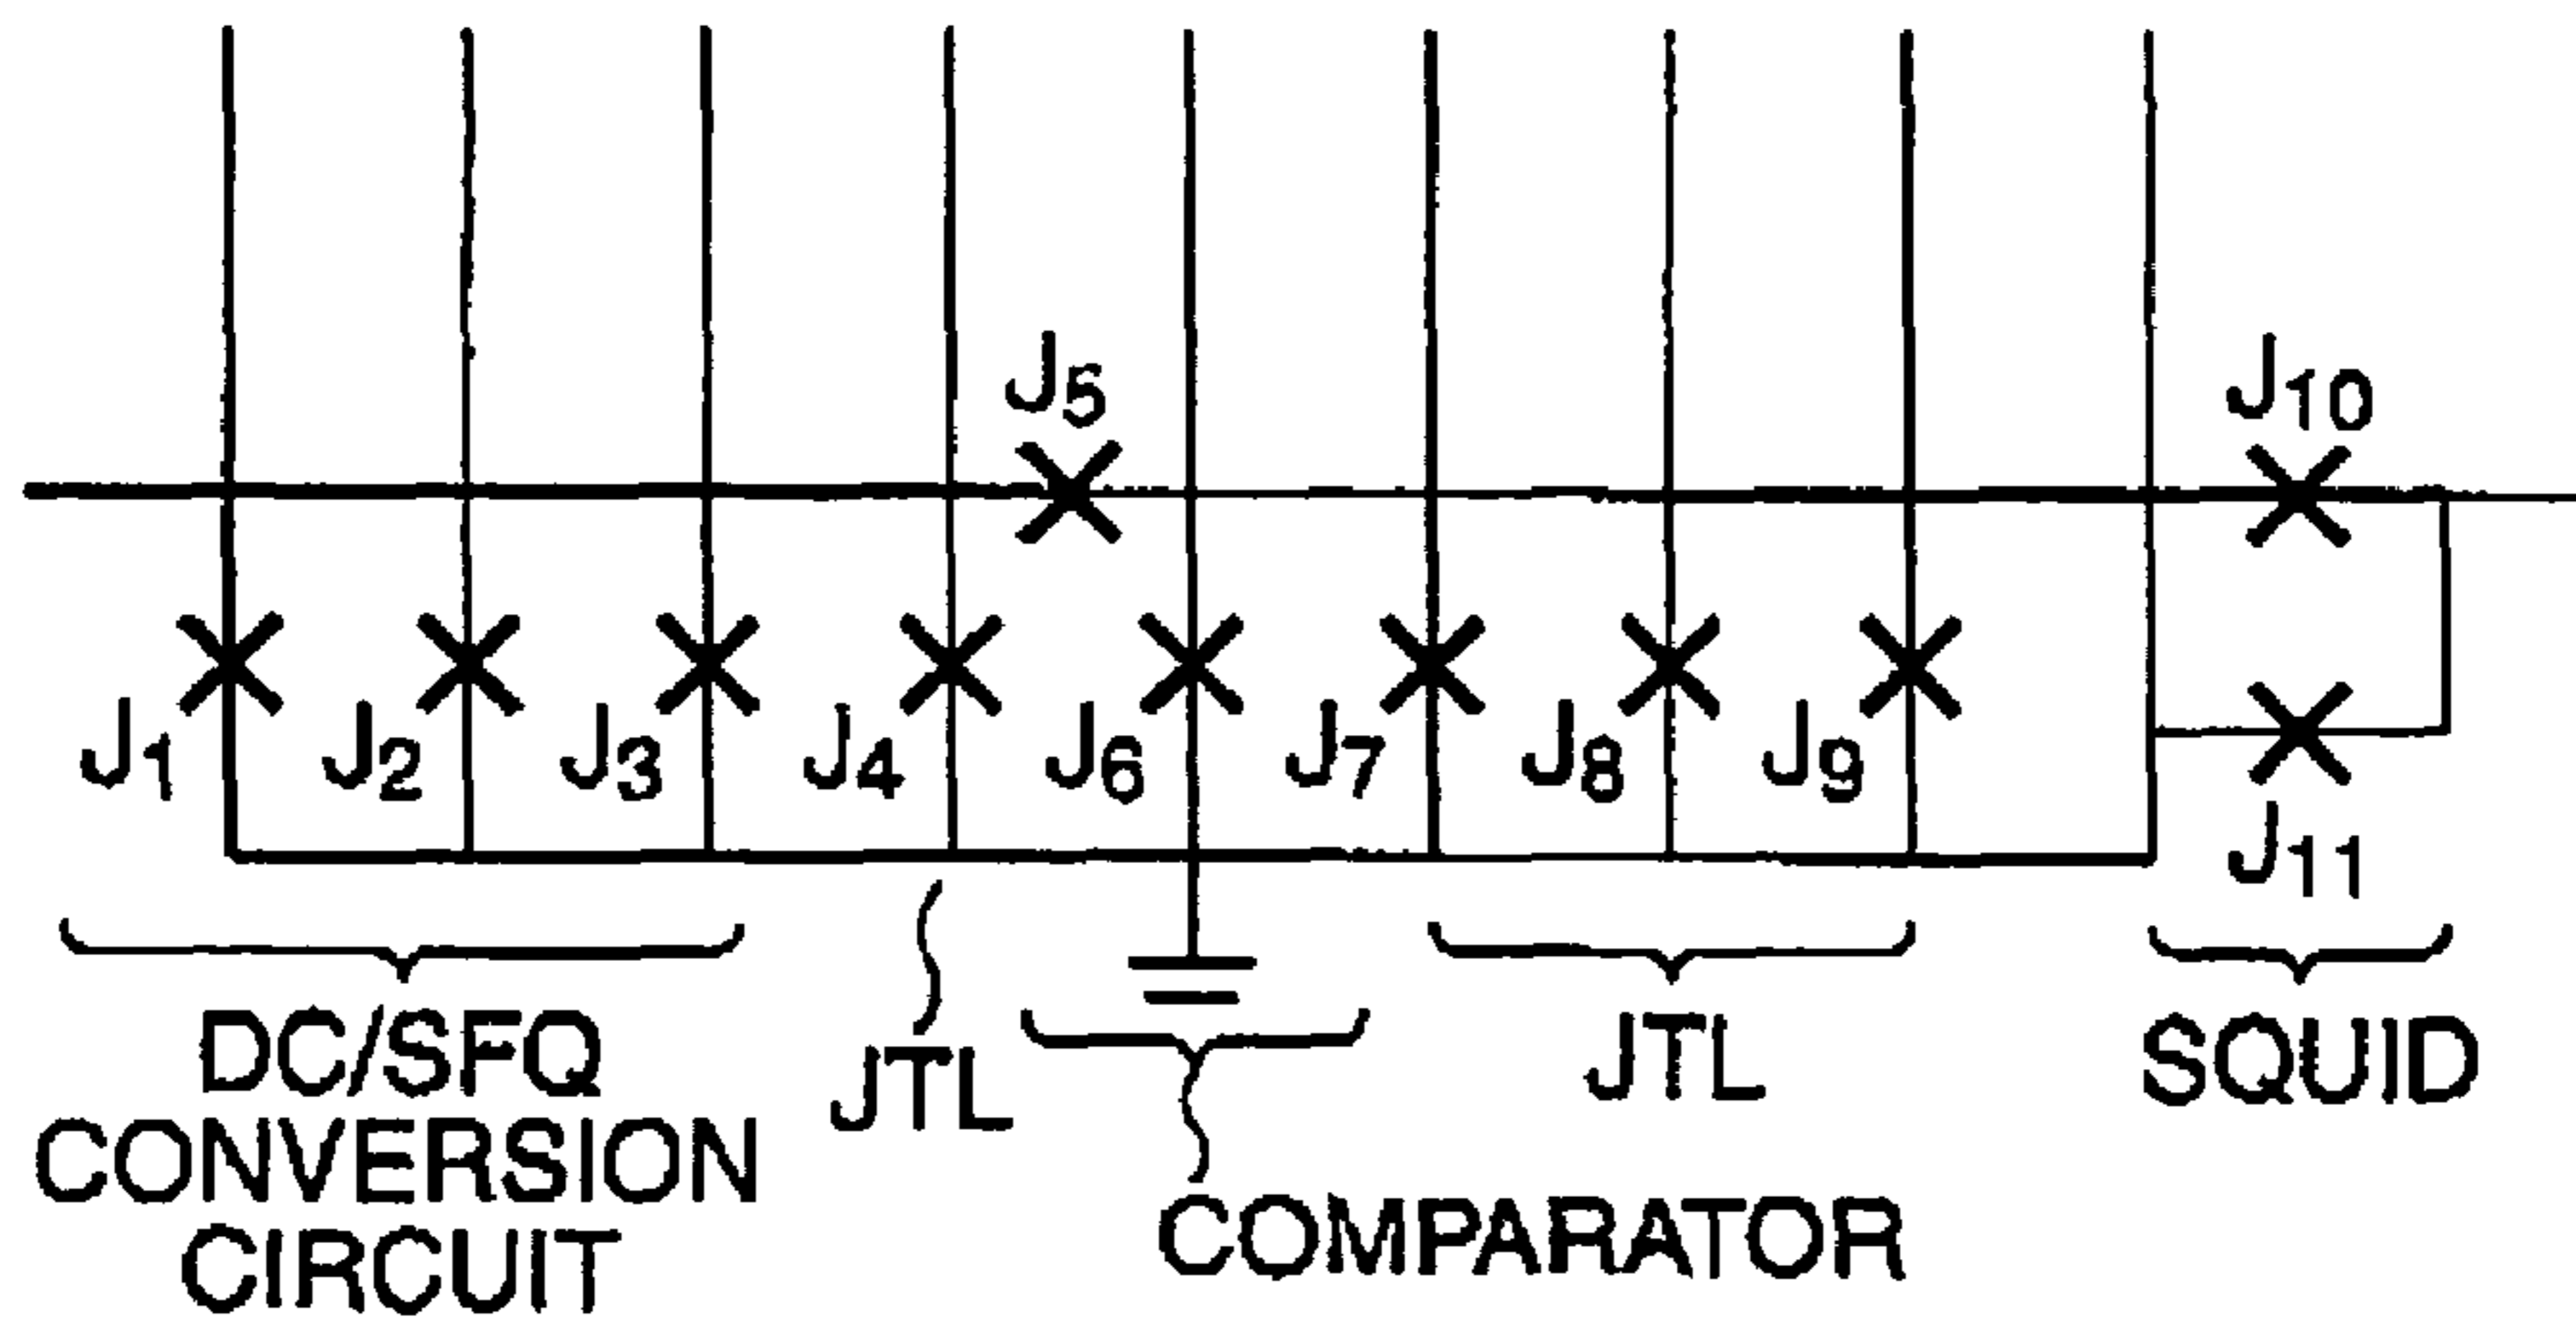 J5
J10
J1
J2
J3
J4
J6
J7
J8
J9
J11
DC/SFQ
CONVERSION
CIRCUIT
JTL
COMPARATOR
JTL
SQUID